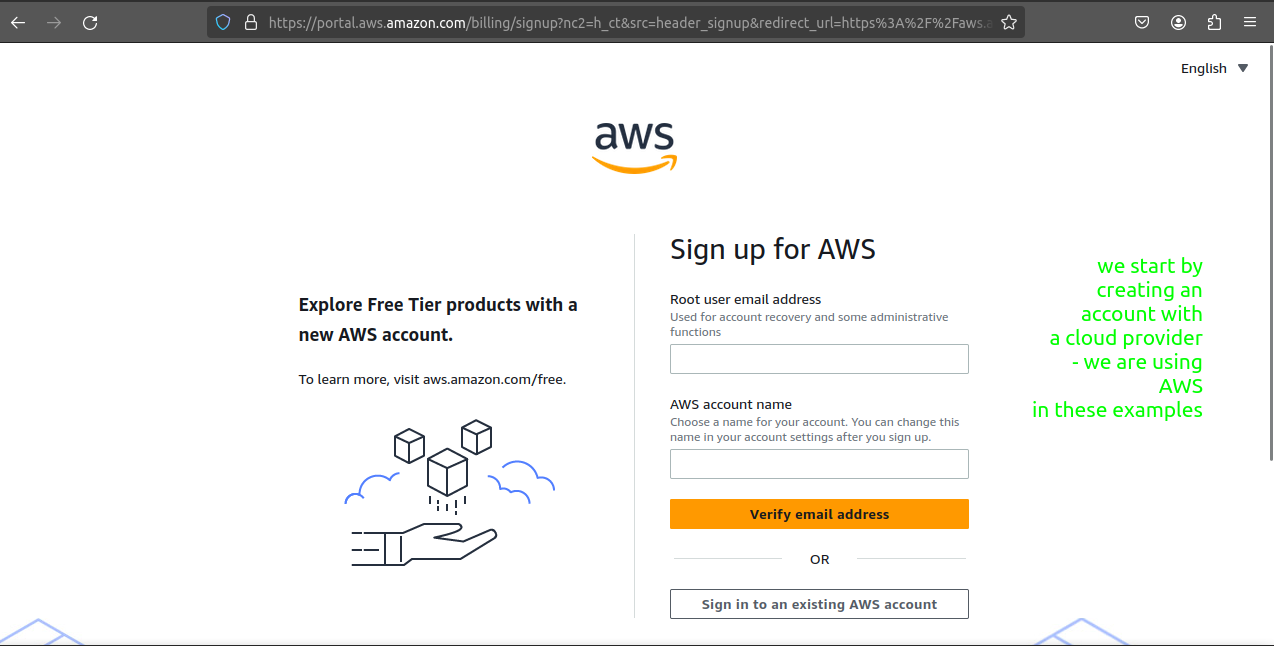 https://portal.aws.amazon.com/billing/signup?nc2=h_ct&src=header_signup&redirect_url=https%3A%2F%2Faws.a
English
aws
Sign up for AWS
Explore Free Tier products with a
new AWS account.
To learn more, visit aws.amazon.com/free.
Root user email address
Used for account recovery and some administrative
functions
AWS account name
Choose a name for your account. You can change this
name in your account settings after you sign up.
Verify email address
OR
Sign in to an existing AWS account
we start by
creating an
account with
a cloud provider
- we are using
AWS
in these examples